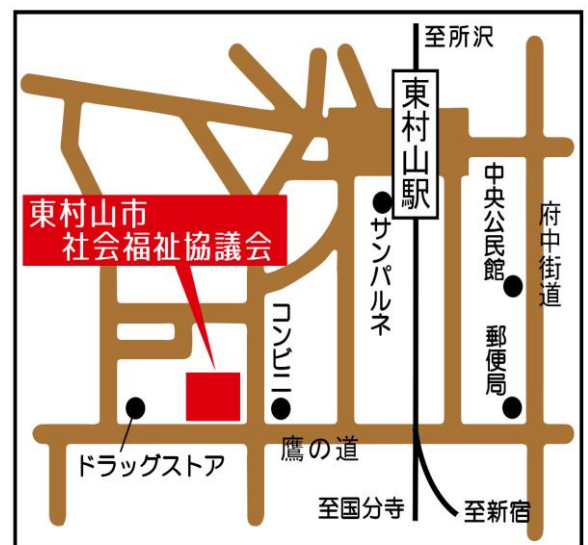 至所沢
東村山駅
中央公民館
府中街道
サンパルネ
東村山市
社会福祉協議会
コンビニ
郵便局
ドラッグストア
鷹の道
至国分寺
至新宿